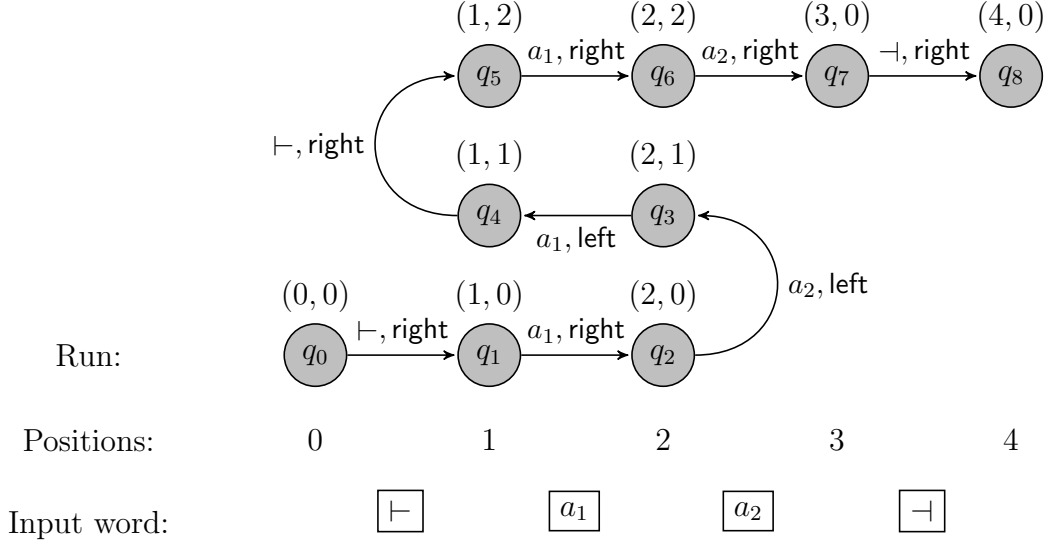 (1, 2) (2, 2) (3, 0) (4, 0)
q₅ a₁, right q₆ a₂, right q₇ ⊣, right q₈
⊢, right
(1, 1) (2, 1)
q₄ a₁, left q₃
a₂, left
(0, 0) (1, 0) (2, 0)
Run: q₀ ⊢, right q₁ a₁, right q₂
Positions: 0 1 2 3 4
Input word: ⊢ a₁ a₂ ⊣